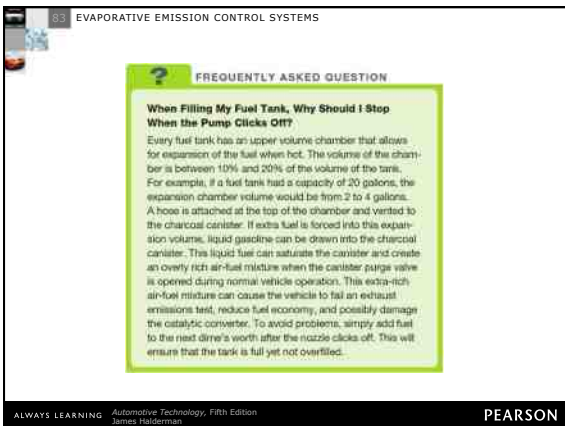 83 EVAPORATIVE EMISSION CONTROL SYSTEMS
? FREQUENTLY ASKED QUESTION
When Filling My Fuel Tank, Why Should I Stop
When the Pump Clicks Off?
Every fuel tank has an upper volume chamber that allows
for expansion of the fuel when hot. The volume of the cham-
ber is between 10% and 20% of the volume of the tank.
For example, if a fuel tank had a capacity of 20 gallons, the
expansion chamber volume would be from 2 to 4 gallons.
A hose is attached at the top of the chamber and vented to
the charcoal canister. If extra fuel is forced into this expan-
sion volume, liquid gasoline can be drawn into the charcoal
canister. This liquid fuel can saturate the canister and create
an overly rich air-fuel mixture when the canister purge valve
is opened during normal vehicle operation. This extra-rich
air-fuel mixture can cause the vehicle to fail an exhaust
emissions test, reduce fuel economy, and possibly damage
the catalytic converter. To avoid problems, simply add fuel
to the next dime's worth after the nozzle clicks off. This will
ensure that the tank is full yet not overfilled.
ALWAYS LEARNING Automotive Technology, Fifth Edition
James Halderman
PEARSON